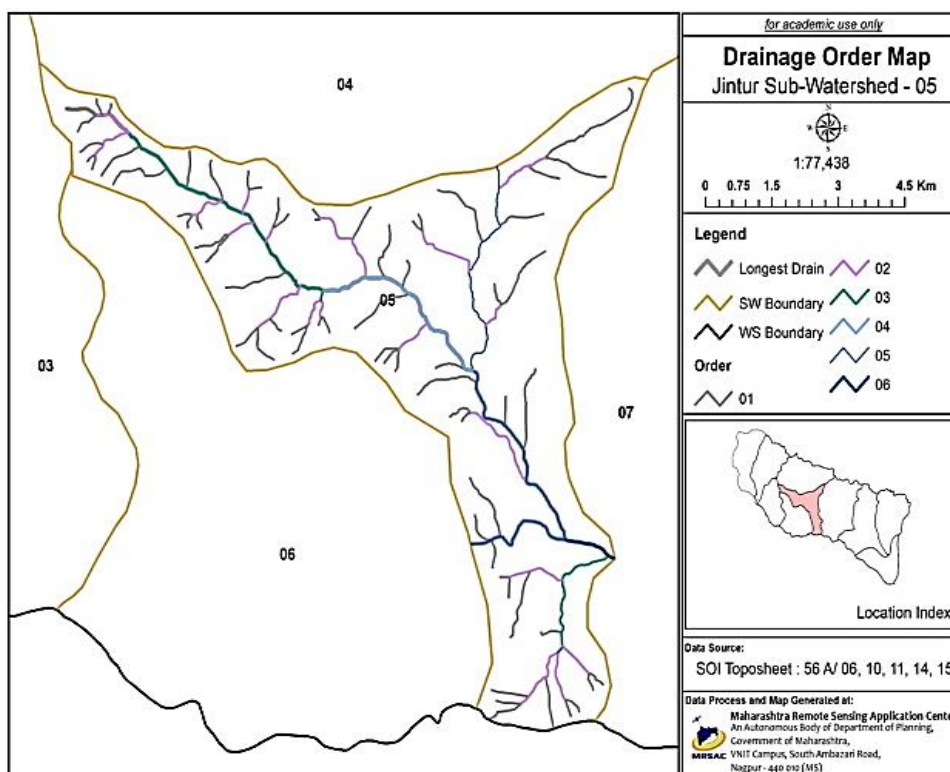 for academic use only
Drainage Order Map
Jintur Sub-Watershed - 05
N
W E
S
1:77,438
0 0.75 1.5 3 4.5 Km
Legend
Longest Drain
SW Boundary
WS Boundary
Order
01
02
03
04
05
06
04
03
05
07
06
Location Index
Data Source:
SOI Toposheet : 56 A/ 06, 10, 11, 14, 15
Data Process and Map Generated at:
MRSAC
Maharashtra Remote Sensing Application Cent
An Autonomous Body of Department of Planning,
Government of Maharashtra,
VNIT Campus, South Ambazari Road,
Nagpur - 440 010 (MS)